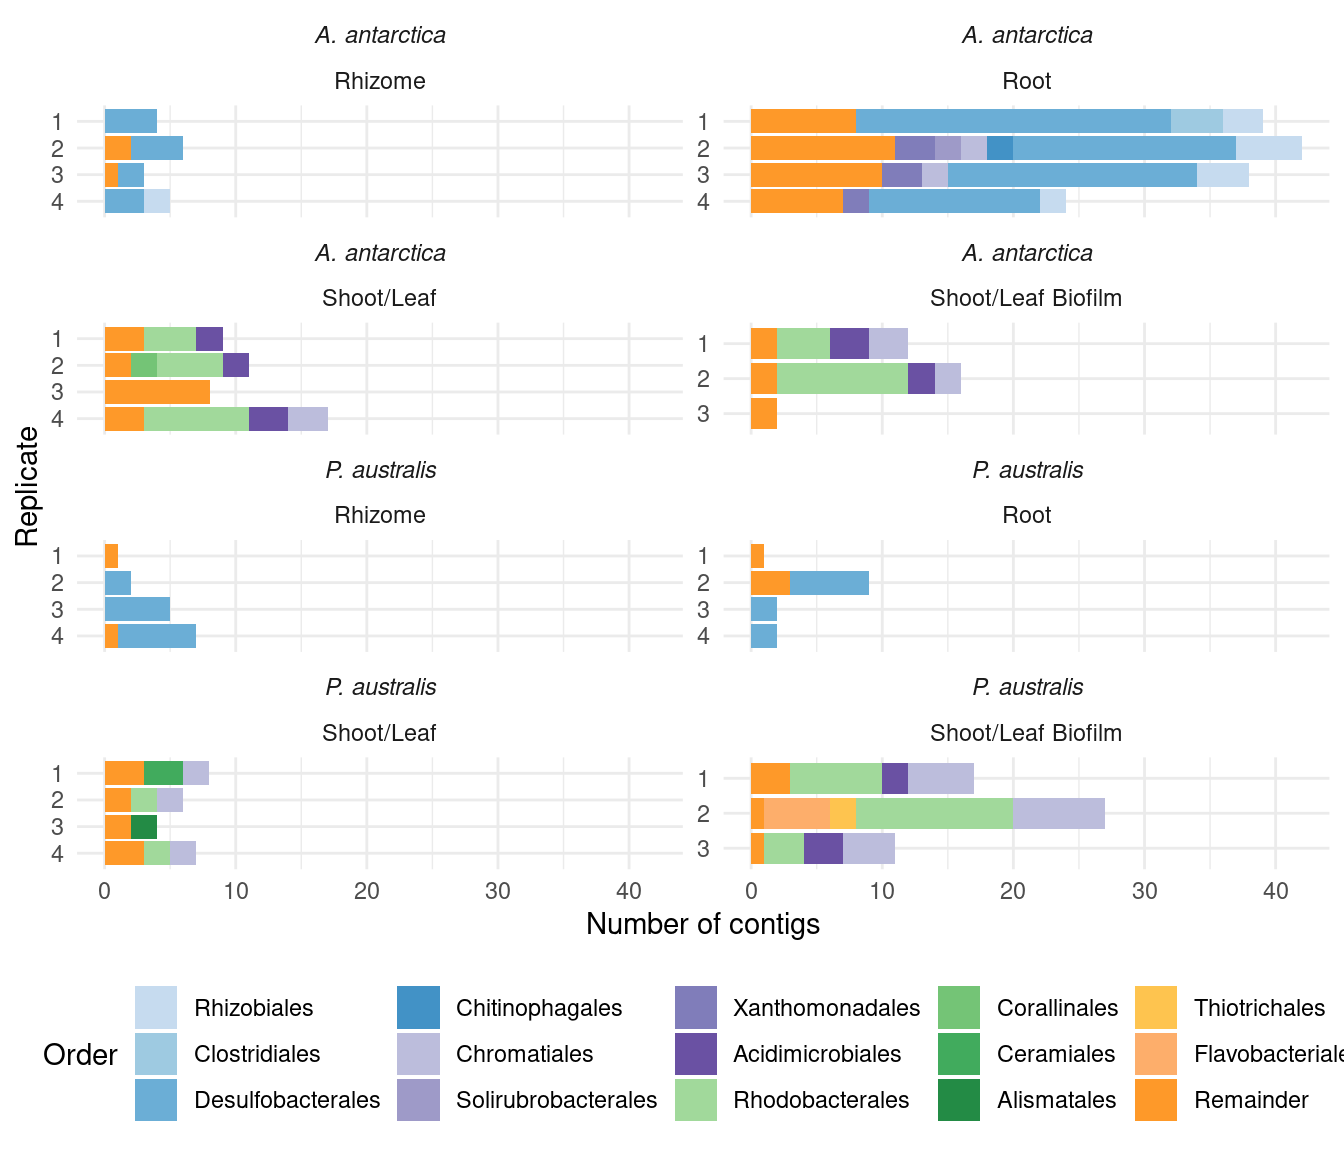 A. antarctica
A. antarctica
Rhizome
Root
1
2
3
4
1
2
3
4
A. antarctica
A. antarctica
Shoot/Leaf
Shoot/Leaf Biofilm
1
2
3
4
1
2
3
Replicate
P. australis
P. australis
Rhizome
Root
1
2
3
4
1
2
3
4
P. australis
P. australis
Shoot/Leaf
Shoot/Leaf Biofilm
1
2
3
4
1
2
3
0 10 20 30 40
0 10 20 30 40
Number of contigs
Order
Rhizobiales
Clostridiales
Desulfobacterales
Chitinophagales
Chromatiales
Solirubrobacterales
Xanthomonadales
Acidimicrobiales
Rhodobacterales
Corallinales
Ceramiales
Alismatales
Thiotrichales
Flavobacteriale
Remainder